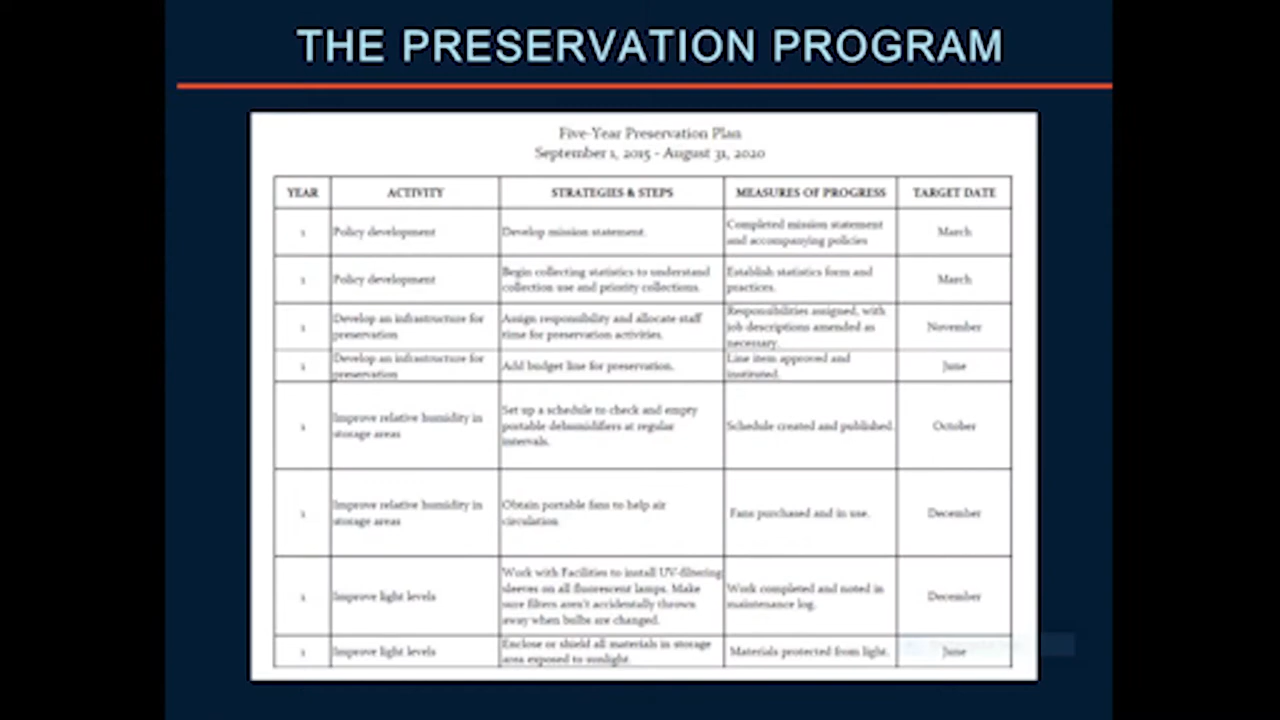 THE PRESERVATION PROGRAM
Five-Year Preservation Plan
September 1, 2015 - August 31, 2020
YEAR ACTIVITY STRATEGIES & STEPS MEASURES OF PROGRESS TARGET DATE
1 Policy development Develop mission statement. Completed mission statement
and accompanying policies March
1 Policy development Begin collecting statistics to understand
collection use and priority collections. Establish statistics form and
practices. March
1 Develop an infrastructure for
preservation Assign responsibility and allocate staff
time for preservation activities. Responsibilities assigned, with
job descriptions amended as
necessary. November
1 Develop an infrastructure for
preservation Add budget line for preservation. Line item approved and
instituted. June
1 Improve relative humidity in
storage areas Set up a schedule to check and empty
portable dehumidifiers at regular
intervals. Schedule created and published. October
1 Improve relative humidity in
storage areas Obtain portable fans to help air
circulation Fans purchased and in use. December
1 Improve light levels Work with Facilities to install UV-filtering
sleeves on all fluorescent lamps. Make
sure filters aren't accidentally thrown
away when bulbs are changed. Work completed and noted in
maintenance log. December
1 Improve light levels Enclose or shield all materials in storage
area exposed to sunlight. Materials protected from light. June